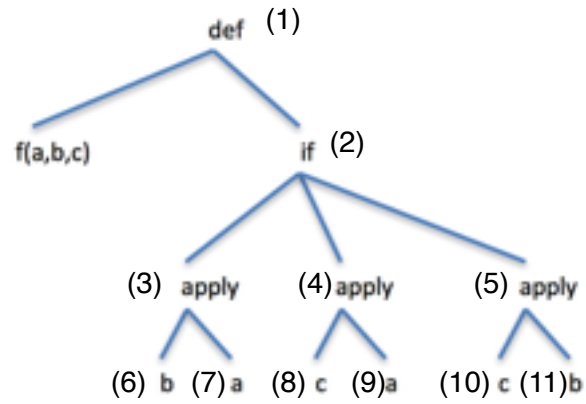 def (1)
f(a,b,c) if (2)
(3) apply (4) apply (5) apply
(6) b (7) a (8) c (9) a (10) c (11) b